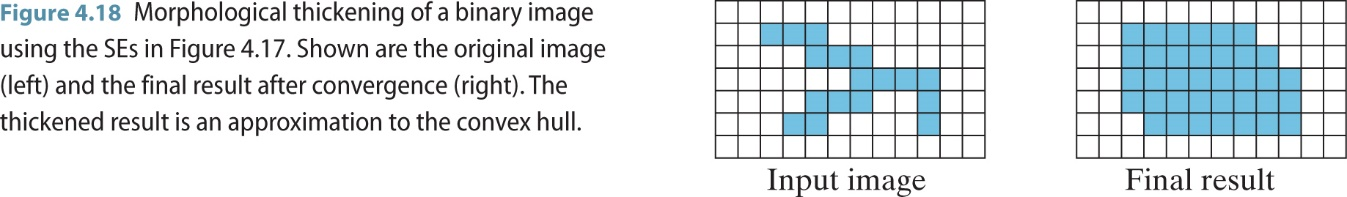 Figure 4.18 Morphological thickening of a binary image
using the SEs in Figure 4.17. Shown are the original image
(left) and the final result after convergence (right). The
thickened result is an approximation to the convex hull.
Input image
Final result